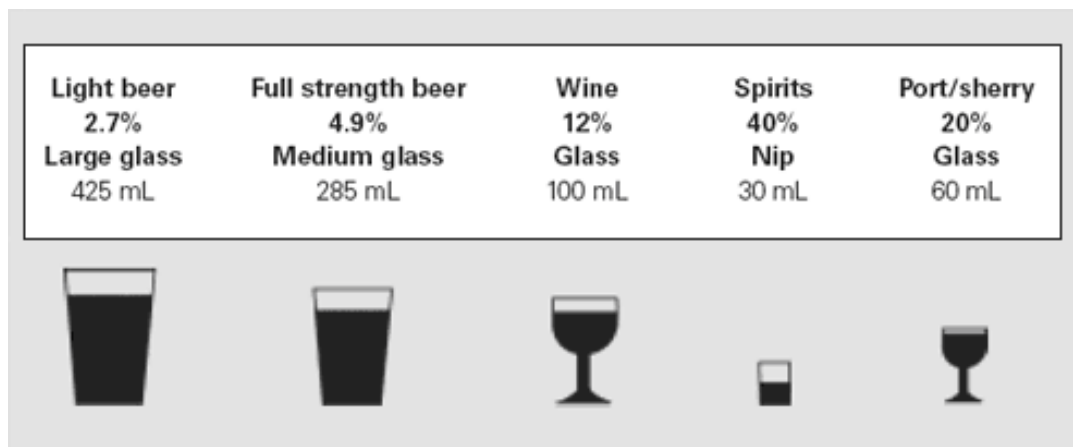 Light beer Full strength beer Wine Spirits Port/sherry
2.7% 4.9% 12% 40% 20%
Large glass Medium glass Glass Nip Glass
425 mL 285 mL 100 mL 30 mL 60 mL